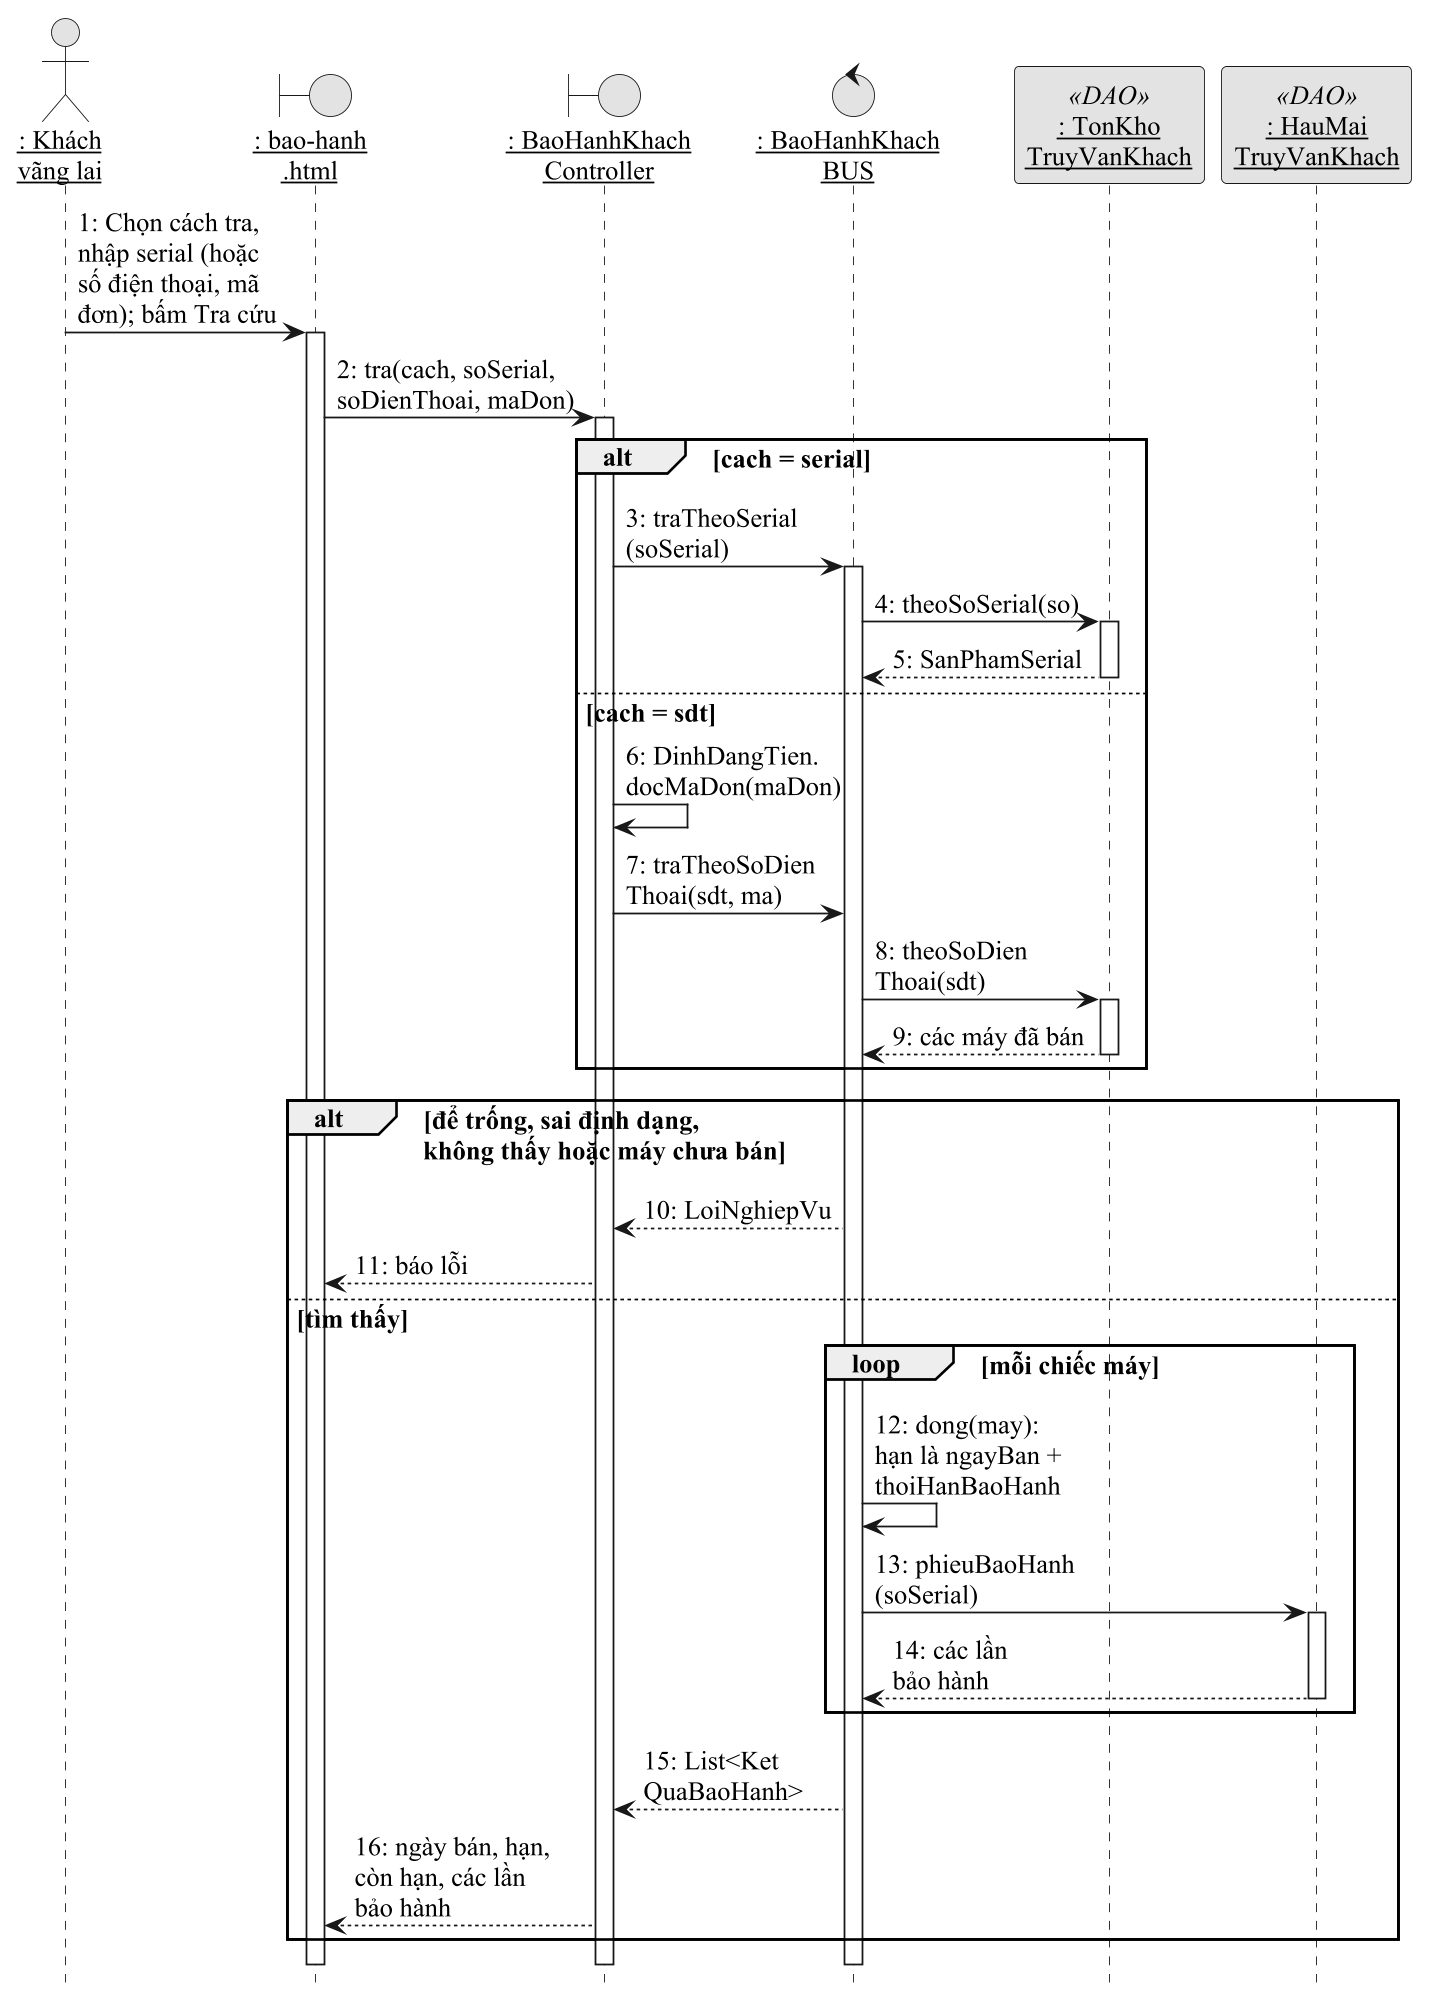 : Khách
vãng lai
: bao-hanh
.html
: BaoHanhKhach
Controller
: BaoHanhKhach
BUS
«DAO»
: TonKho
TruyVanKhach
«DAO»
: HauMai
TruyVanKhach
1: Chọn cách tra,
nhập serial (hoặc
số điện thoại, mã
đơn); bấm Tra cứu
2: tra(cach, soSerial,
soDienThoai, maDon)
alt [cach = serial]
3: traTheoSerial
(soSerial)
4: theoSoSerial(so)
5: SanPhamSerial
[cach = sdt]
6: DinhDangTien.
docMaDon(maDon)
7: traTheoSoDien
Thoai(sdt, ma)
8: theoSoDien
Thoai(sdt)
9: các máy đã bán
alt [để trống, sai định dạng,
không thấy hoặc máy chưa bán]
10: LoiNghiepVu
11: báo lỗi
[tìm thấy]
loop [mỗi chiếc máy]
12: dong(may):
hạn là ngayBan +
thoiHanBaoHanh
13: phieuBaoHanh
(soSerial)
14: các lần
bảo hành
15: List<Ket
QuaBaoHanh>
16: ngày bán, hạn,
còn hạn, các lần
bảo hành